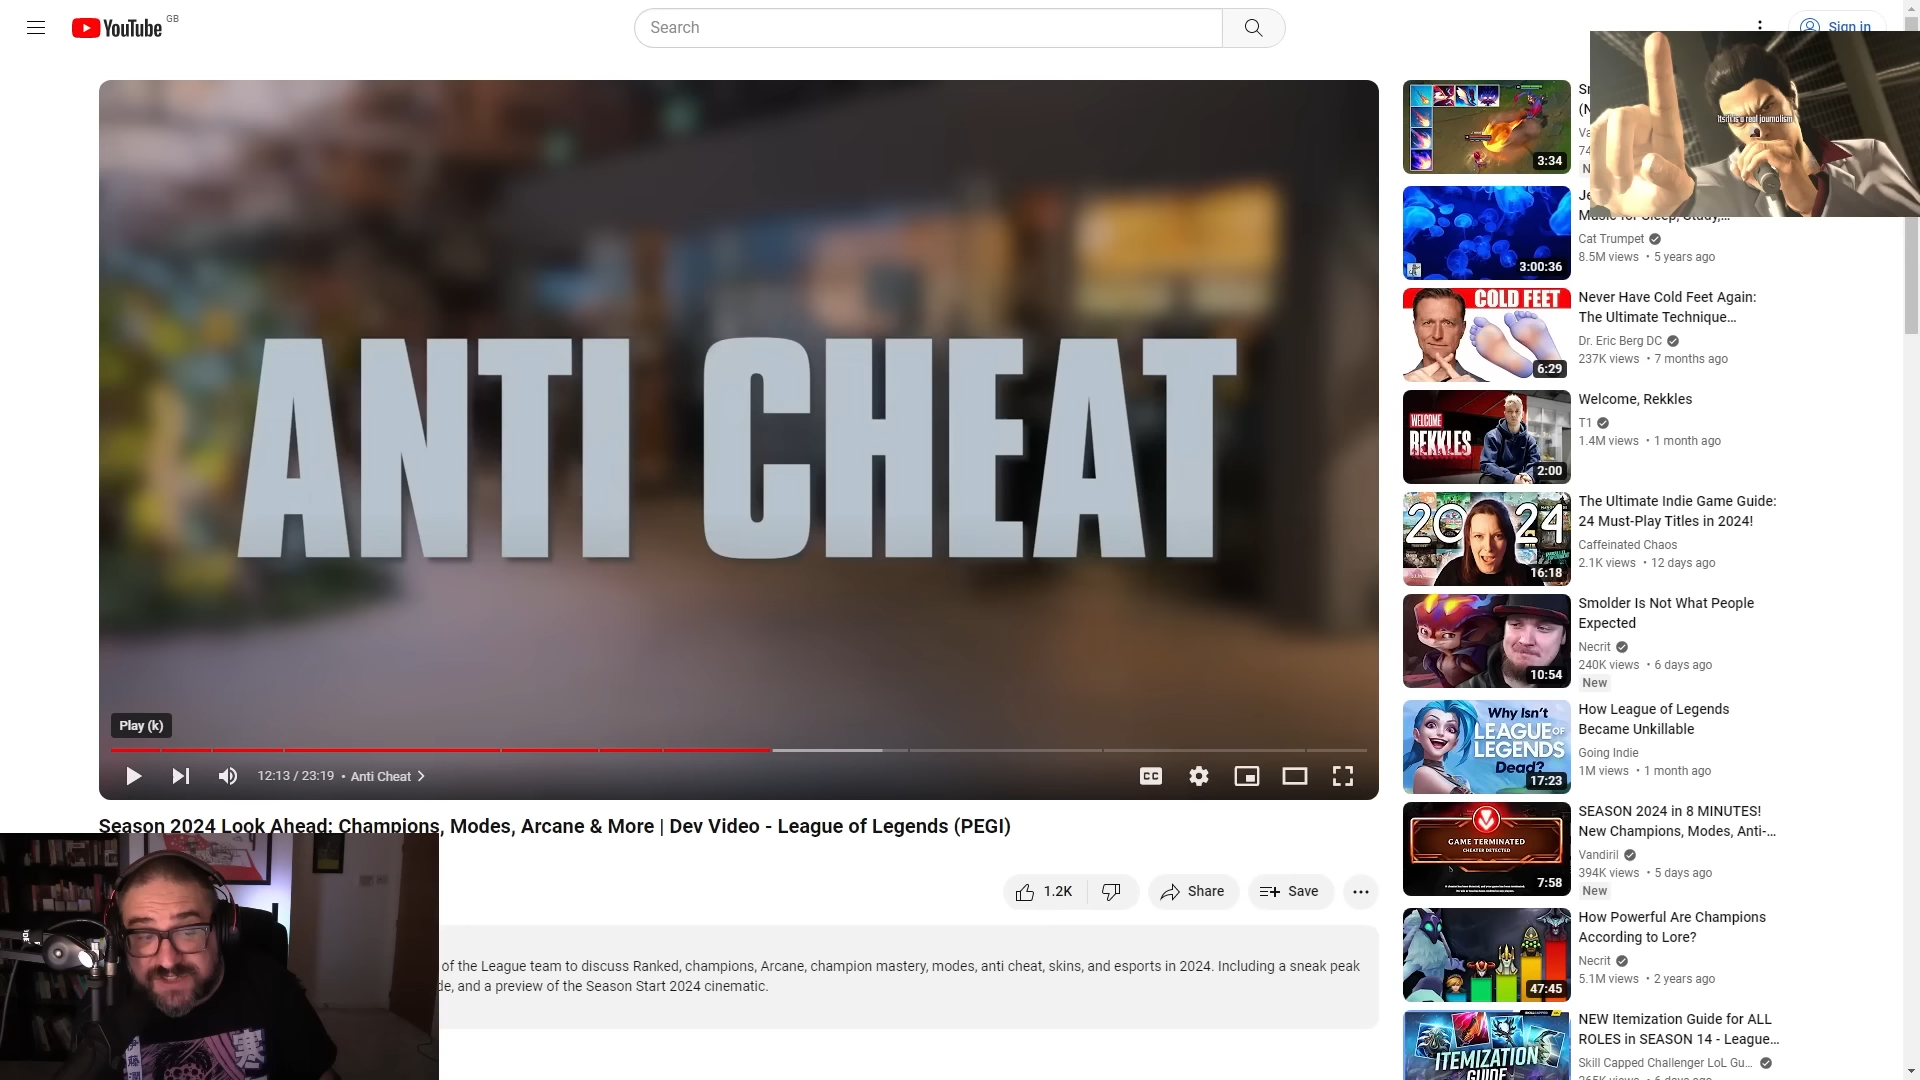 YouTube GB
Search
Sign in
ANTI CHEAT
Play (k)
12:13 / 23:19 • Anti Cheat
CC
Season 2024 Look Ahead: Champions, Modes, Arcane & More | Dev Video - League of Legends (PEGI)
1.2K
Share
Save
of the League team to discuss Ranked, champions, Arcane, champion mastery, modes, anti cheat, skins, and esports in 2024. Including a sneak peak
de, and a preview of the Season Start 2024 cinematic.
3:34
3:00:36
Cat Trumpet
8.5M views • 5 years ago
COLD FEET
6:29
Never Have Cold Feet Again:
The Ultimate Technique...
Dr. Eric Berg DC
237K views • 7 months ago
WELCOME
REKKLES
2:00
Welcome, Rekkles
T1
1.4M views • 1 month ago
2024
16:18
The Ultimate Indie Game Guide:
24 Must-Play Titles in 2024!
Caffeinated Chaos
2.1K views • 12 days ago
10:54
Smolder Is Not What People
Expected
Necrit
240K views • 6 days ago
New
Why Isn't
LEAGUE OF
LEGENDS
Dead?
17:23
How League of Legends
Became Unkillable
Going Indie
1M views • 1 month ago
GAME TERMINATED
CHEATER DETECTED
7:58
SEASON 2024 in 8 MINUTES!
New Champions, Modes, Anti-...
Vandiril
394K views • 5 days ago
New
47:45
How Powerful Are Champions
According to Lore?
Necrit
5.1M views • 2 years ago
ITEMIZATION
GUIDE
NEW Itemization Guide for ALL
ROLES in SEASON 14 - League...
Skill Capped Challenger LoL Gu...